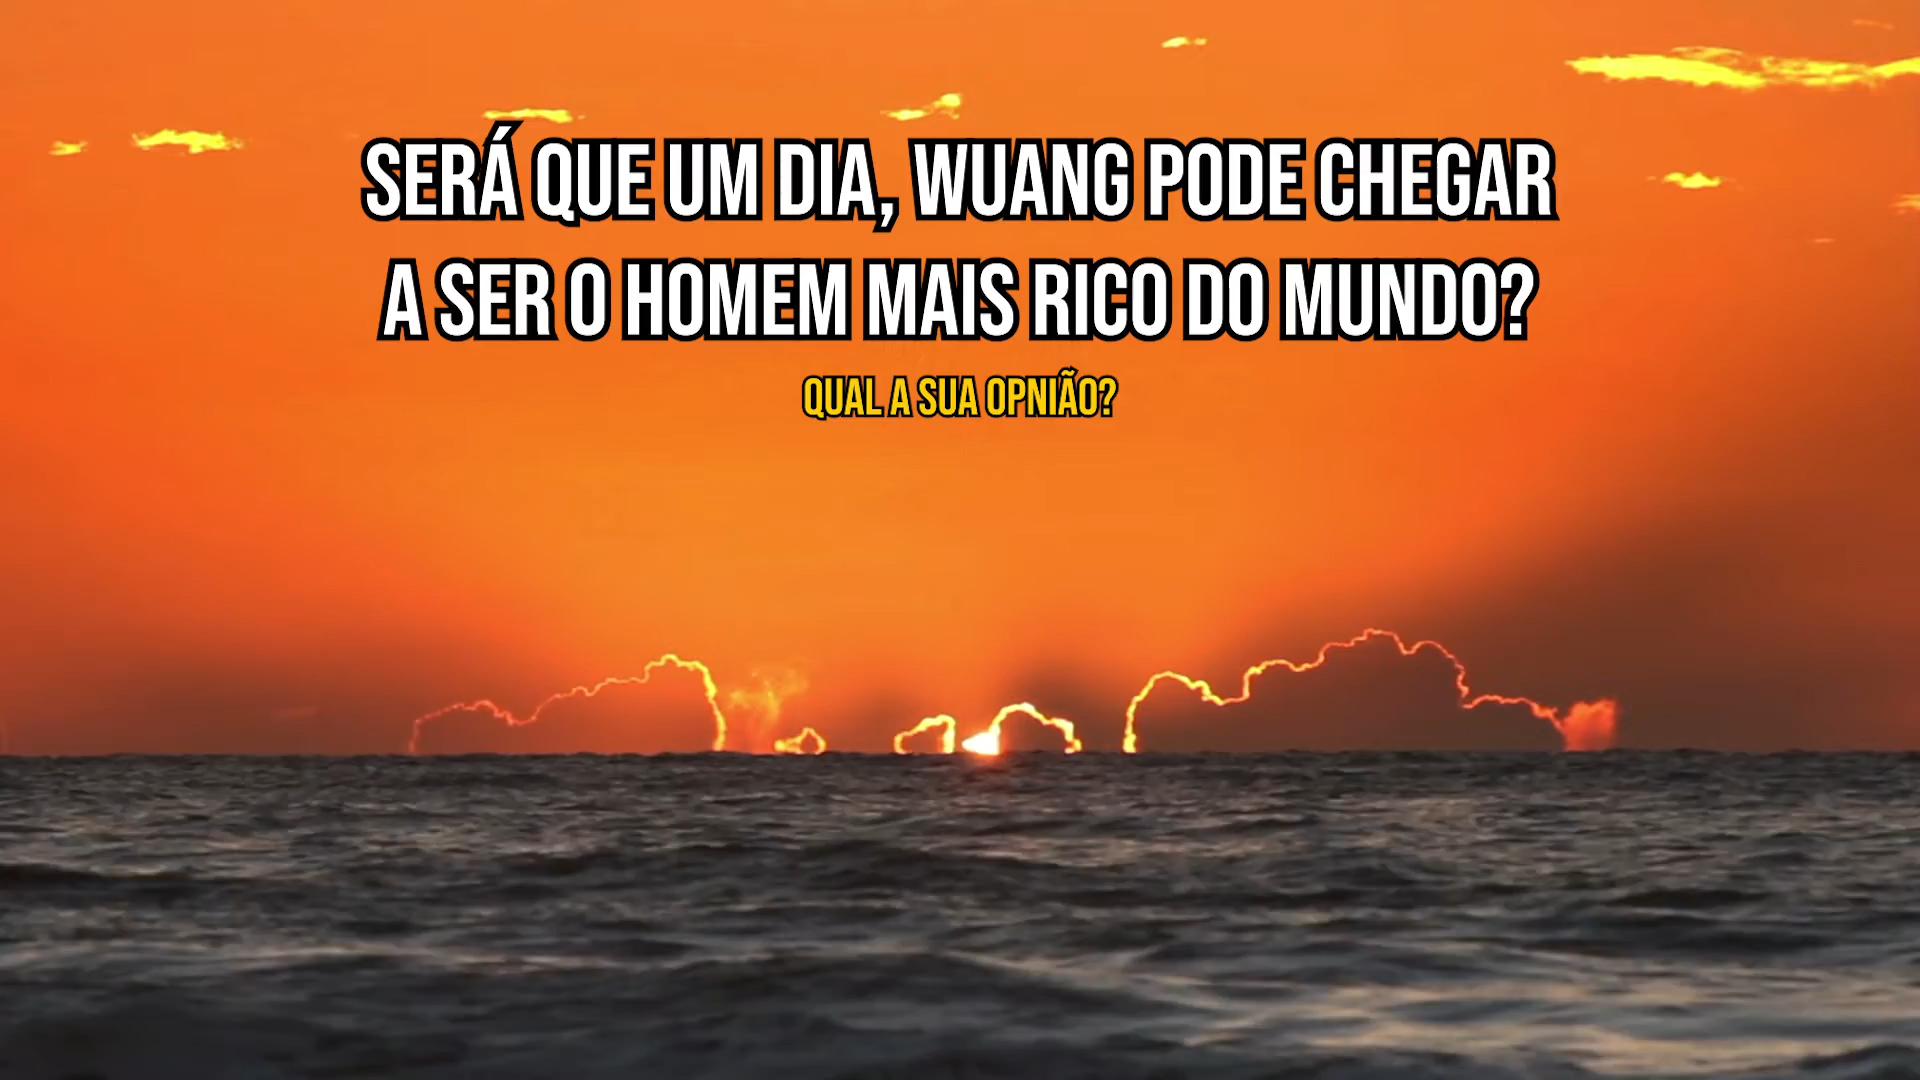 SERÁ QUE UM DIA, WUANG PODE CHEGAR
A SER O HOMEM MAIS RICO DO MUNDO?
QUAL A SUA OPNIÃO?